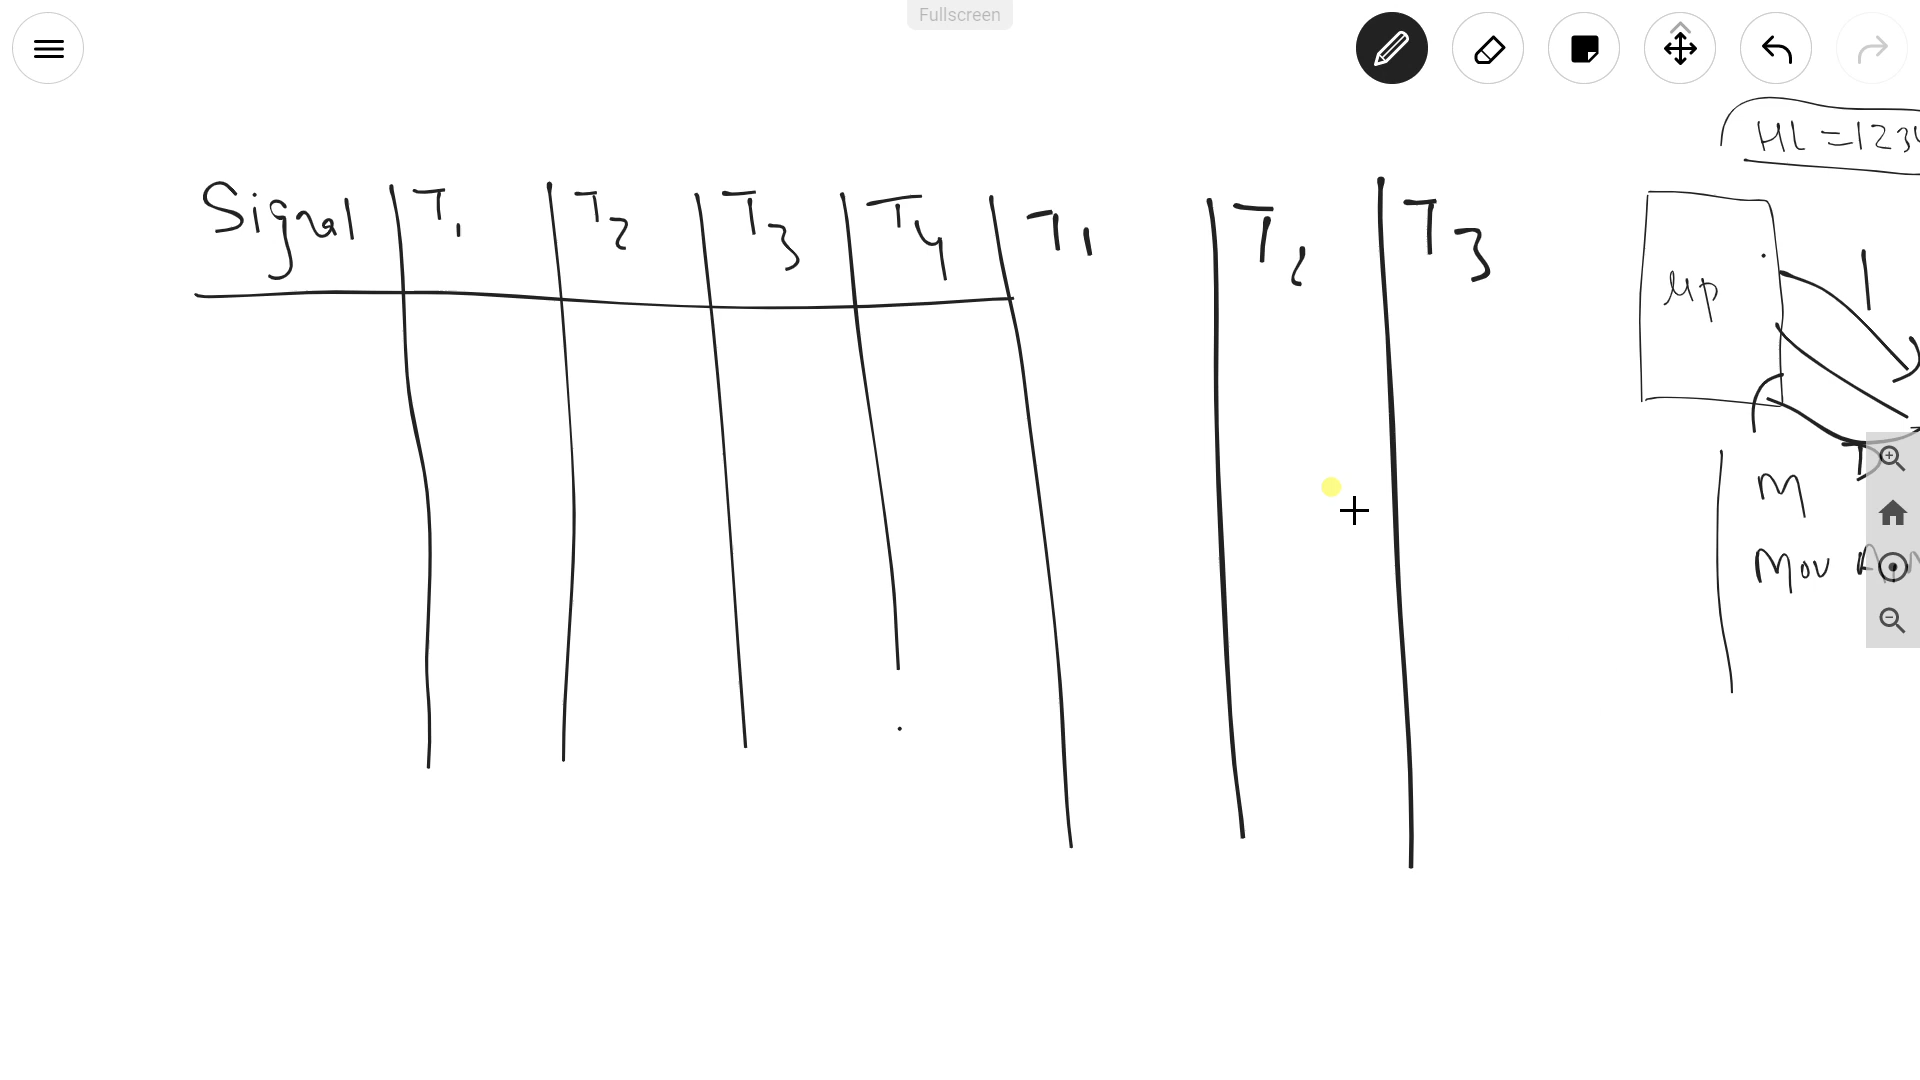 Fullscreen
HL = 123
Signal T1 T2 T3 T4 T1 T2 T3
μp
M
Mov